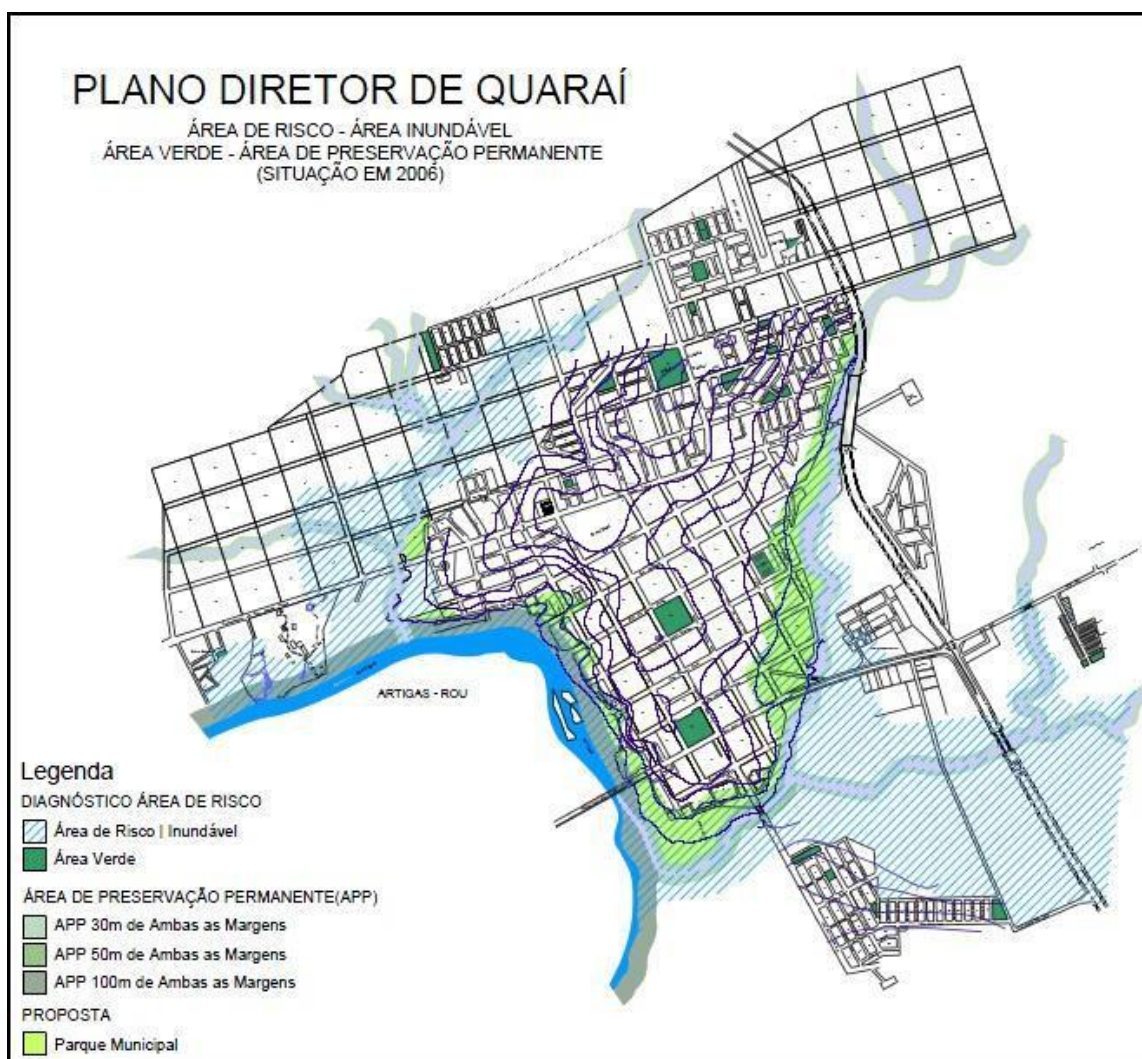 PLANO DIRETOR DE QUARAÍ
ÁREA DE RISCO - ÁREA INUNDÁVEL
ÁREA VERDE - ÁREA DE PRESERVAÇÃO PERMANENTE
(SITUAÇÃO EM 2006)
ARTIGAS - ROU
Legenda
DIAGNÓSTICO ÁREA DE RISCO
Área de Risco | Inundável
Área Verde
ÁREA DE PRESERVAÇÃO PERMANENTE(APP)
APP 30m de Ambas as Margens
APP 50m de Ambas as Margens
APP 100m de Ambas as Margens
PROPOSTA
Parque Municipal